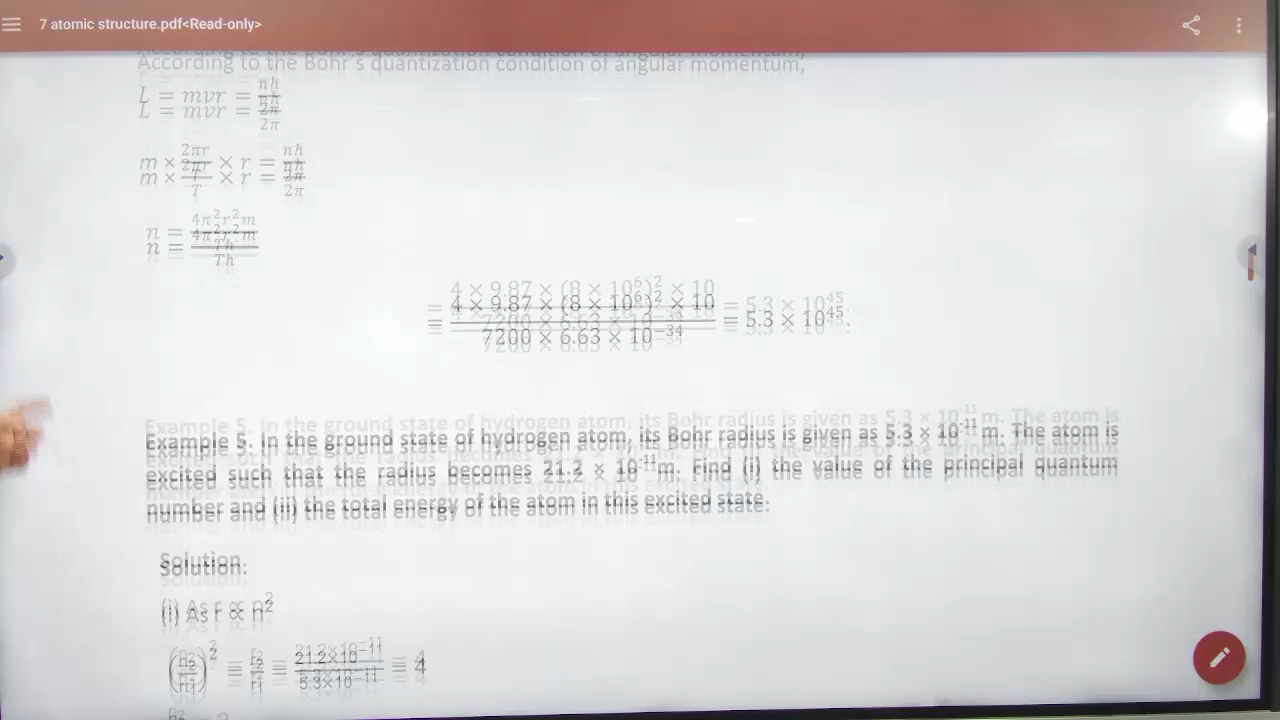 7 atomic structure.pdf<Read-only>
According to the Bohr's quantization condition of angular momentum,
L = mvr = nh/2π
m × 2πr/T × r = nh/2π
n = 4π²r²m/Th
= 4 × 9.87 × (8 × 10⁶)² × 10 / 7200 × 6.63 × 10⁻³⁴ = 5.3 × 10⁴⁵.
Example 5. In the ground state of hydrogen atom, its Bohr radius is given as 5.3 × 10⁻¹¹ m. The atom is
excited such that the radius becomes 21.2 × 10⁻¹¹m. Find (i) the value of the principal quantum
number and (ii) the total energy of the atom in this excited state.
Solution:
(i) As r ∝ n²
(n₂/n₁)² = r₂/r₁ = 21.2×10⁻¹¹/5.3×10⁻¹¹ = 4